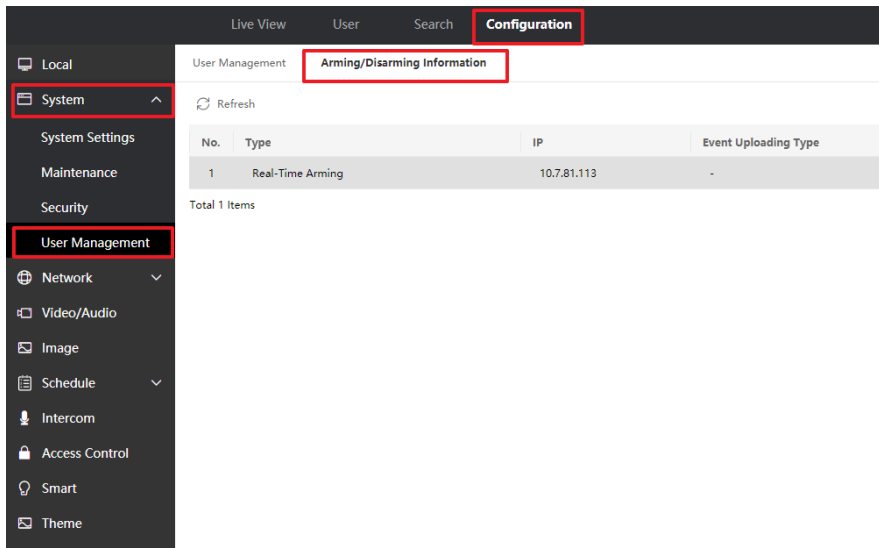 Live View User Search Configuration
Local
System
System Settings
Maintenance
Security
User Management
Network
Video/Audio
Image
Schedule
Intercom
Access Control
Smart
Theme
User Management Arming/Disarming Information
Refresh
No. Type IP Event Uploading Type
1 Real-Time Arming 10.7.81.113 -
Total 1 Items